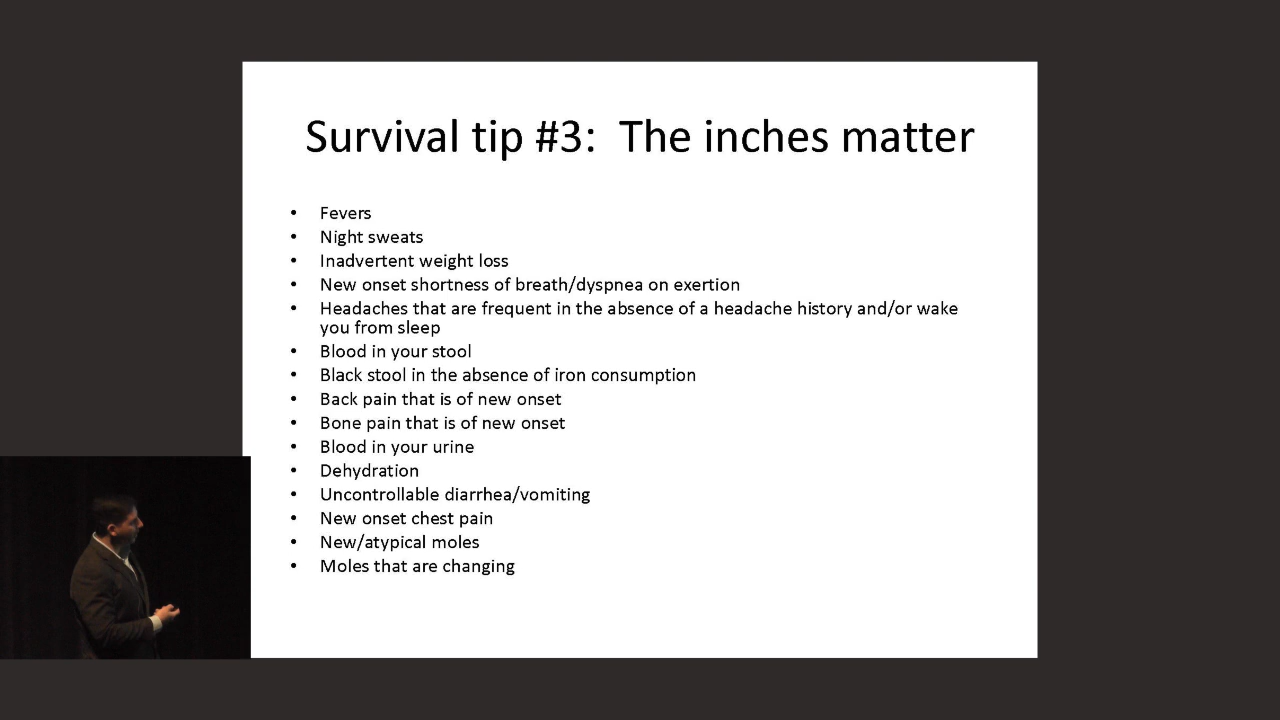 Survival tip #3:  The inches matter
• Fevers
• Night sweats
• Inadvertent weight loss
• New onset shortness of breath/dyspnea on exertion
• Headaches that are frequent in the absence of a headache history and/or wake
you from sleep
• Blood in your stool
• Black stool in the absence of iron consumption
• Back pain that is of new onset
• Bone pain that is of new onset
• Blood in your urine
• Dehydration
• Uncontrollable diarrhea/vomiting
• New onset chest pain
• New/atypical moles
• Moles that are changing